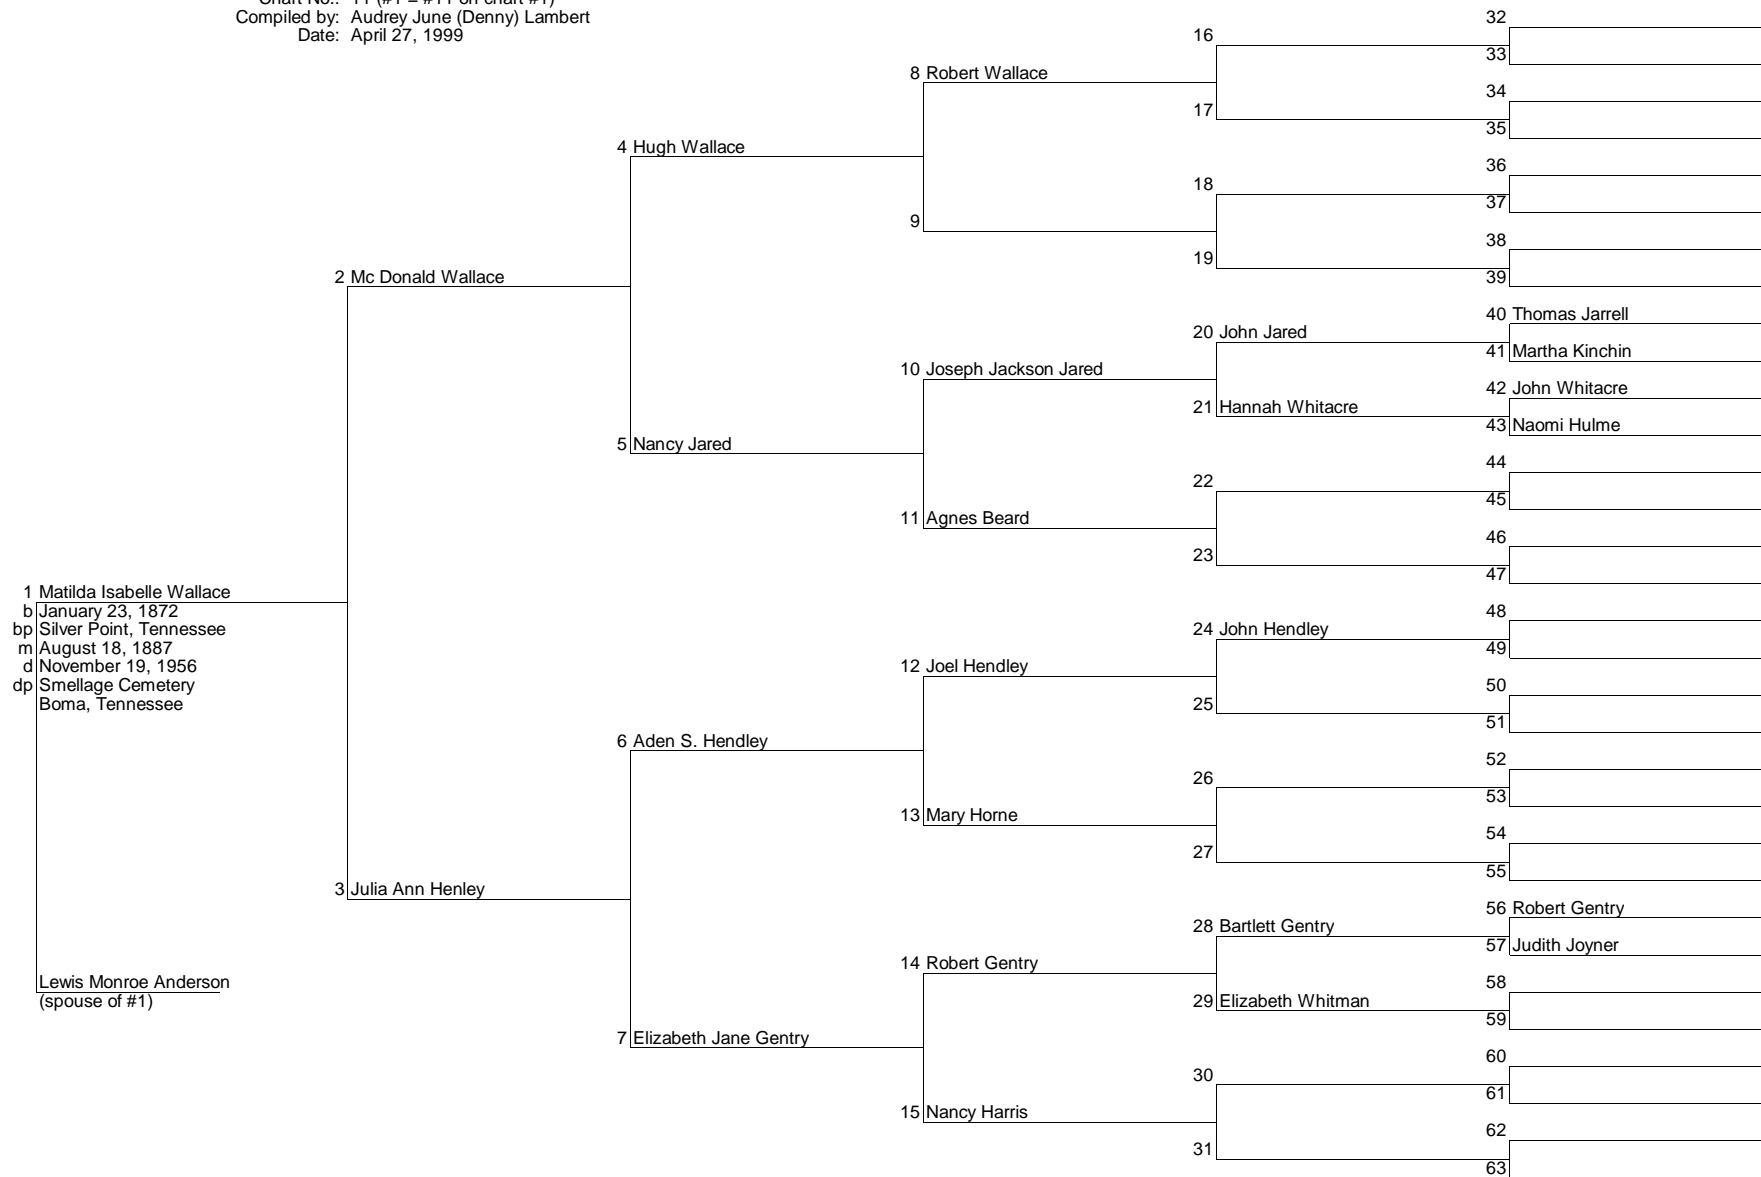 Chart No.: 11 (#1 = #11 on chart #1)
Compiled by: Audrey June (Denny) Lambert
Date: April 27, 1999
1 Matilda Isabelle Wallace
b January 23, 1872
bp Silver Point, Tennessee
m August 18, 1887
d November 19, 1956
dp Smellage Cemetery
Boma, Tennessee
Lewis Monroe Anderson
(spouse of #1)
2 Mc Donald Wallace
3 Julia Ann Henley
4 Hugh Wallace
5 Nancy Jared
6 Aden S. Hendley
7 Elizabeth Jane Gentry
8 Robert Wallace
9
10 Joseph Jackson Jared
11 Agnes Beard
12 Joel Hendley
13 Mary Horne
14 Robert Gentry
15 Nancy Harris
16
17
18
19
20 John Jared
21 Hannah Whitacre
22
23
24 John Hendley
25
26
27
28 Bartlett Gentry
29 Elizabeth Whitman
30
31
32
33
34
35
36
37
38
39
40 Thomas Jarrell
41 Martha Kinchin
42 John Whitacre
43 Naomi Hulme
44
45
46
47
48
49
50
51
52
53
54
55
56 Robert Gentry
57 Judith Joyner
58
59
60
61
62
63